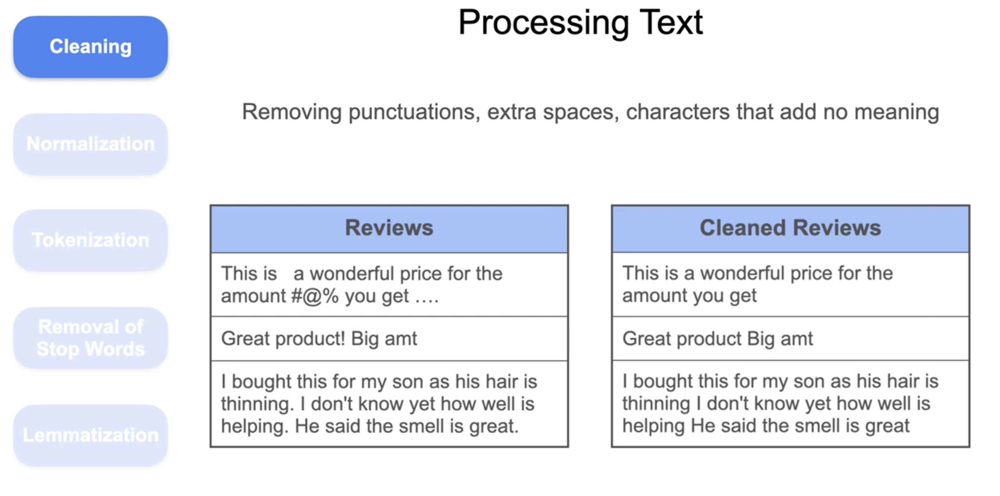 Processing Text
Cleaning
Normalization
Tokenization
Removal of
Stop Words
Lemmatization
Removing punctuations, extra spaces, characters that add no meaning
Reviews
This is   a wonderful price for the
amount #@% you get ....
Great product! Big amt
I bought this for my son as his hair is
thinning. I don't know yet how well is
helping. He said the smell is great.
Cleaned Reviews
This is a wonderful price for the
amount you get
Great product Big amt
I bought this for my son as his hair is
thinning I don't know yet how well is
helping He said the smell is great